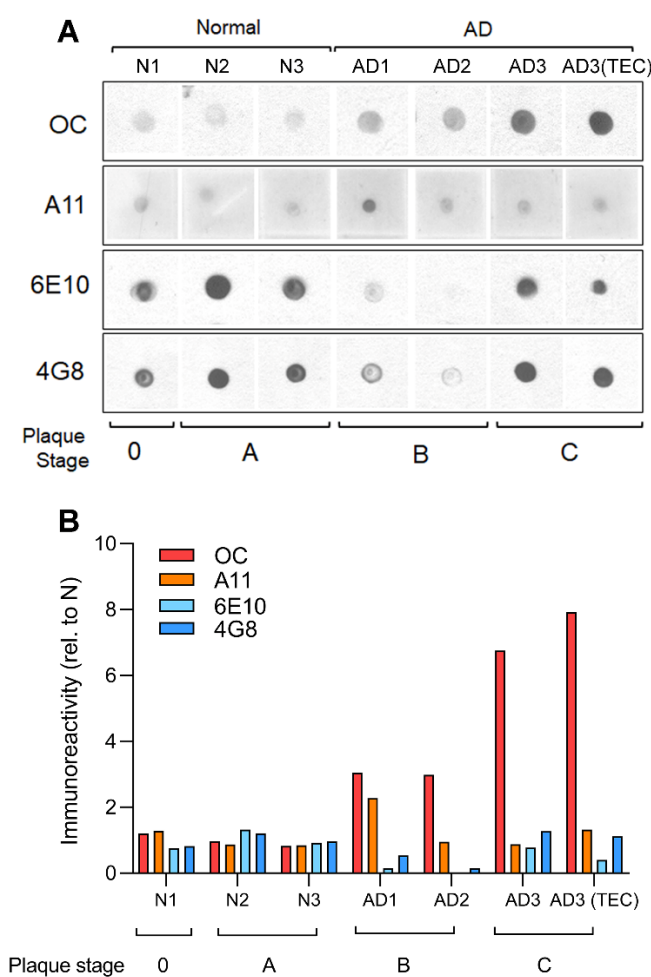 A
Normal AD
N1 N2 N3 AD1 AD2 AD3 AD3(TEC)
OC
A11
6E10
4G8
Plaque
Stage
0 A B C
B
10
8
6
4
2
0
Immunoreactivity (rel. to N)
OC
A11
6E10
4G8
N1 N2 N3 AD1 AD2 AD3 AD3 (TEC)
Plaque stage 0 A B C